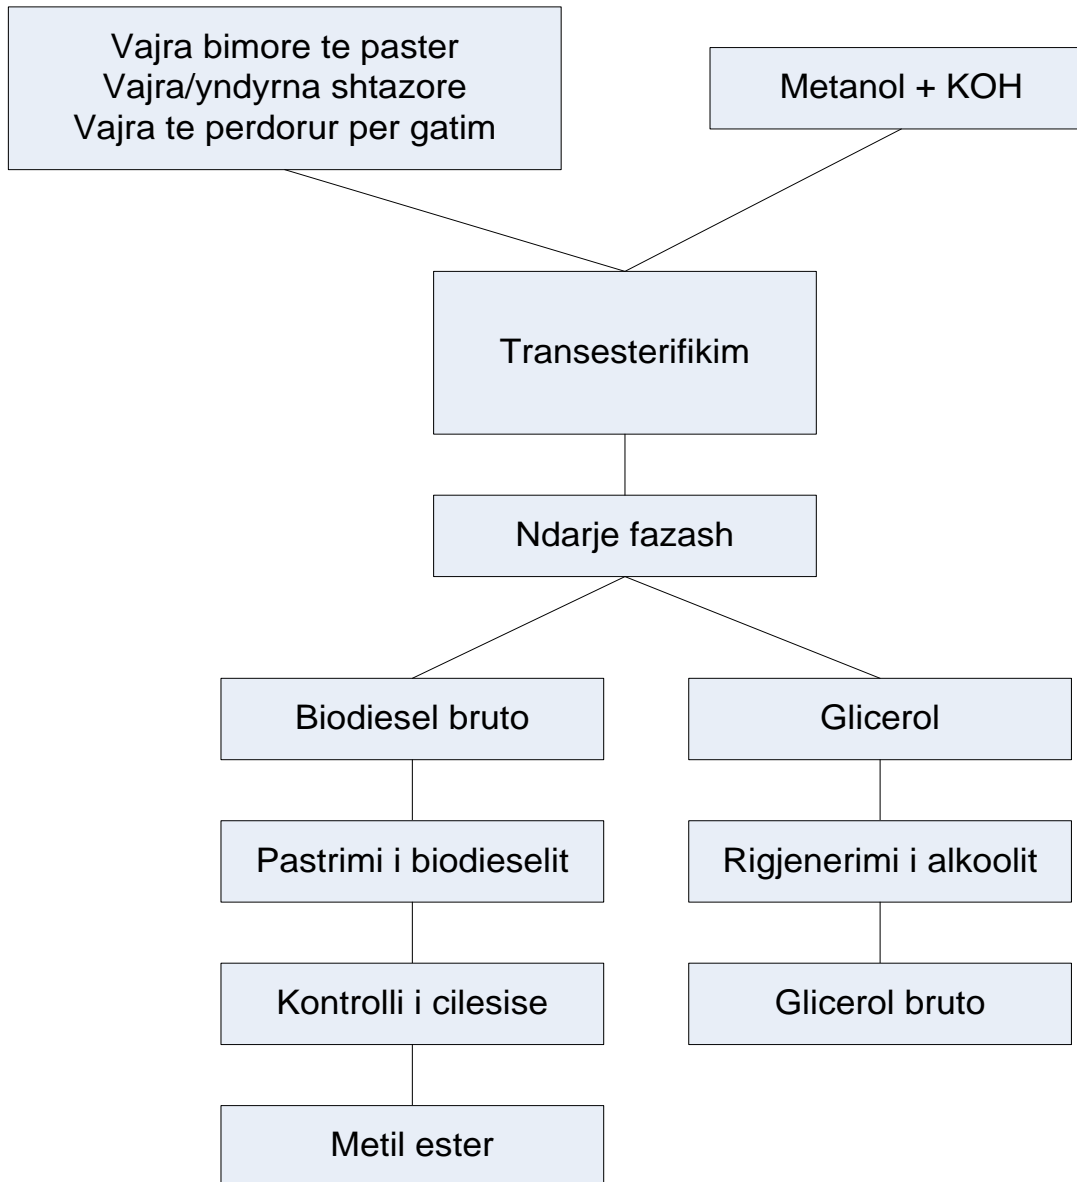 Vajra bimore te paster
Vajra/yndyrna shtazore
Vajra te perdorur per gatim
Metanol + KOH
Transesterifikim
Ndarje fazash
Biodiesel bruto
Glicerol
Pastrimi i biodieselit
Rigjenerimi i alkoolit
Kontrolli i cilesise
Glicerol bruto
Metil ester